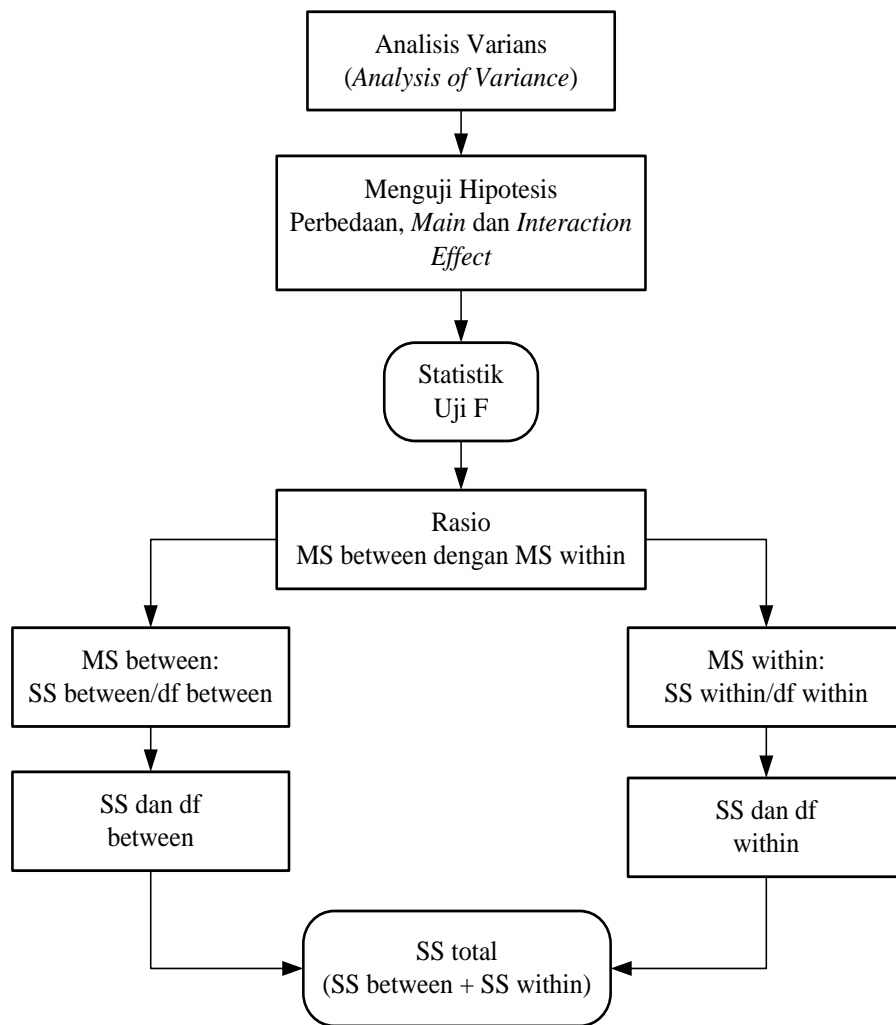 Analisis Varians
(Analysis of Variance)
Menguji Hipotesis
Perbedaan, Main dan Interaction
Effect
Statistik
Uji F
Rasio
MS between dengan MS within
MS between:
SS between/df between
MS within:
SS within/df within
SS dan df
between
SS dan df
within
SS total
(SS between + SS within)